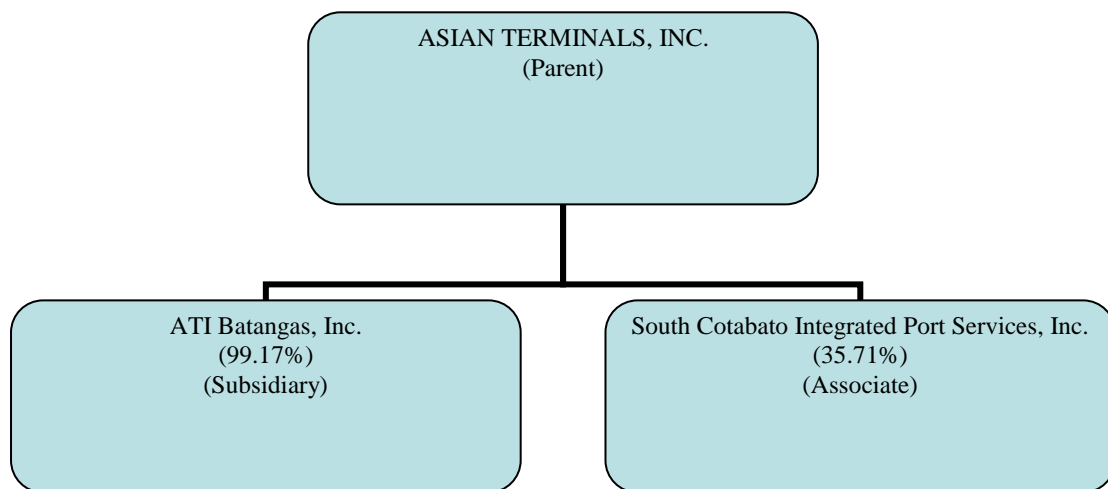 ASIAN TERMINALS, INC.
(Parent)
ATI Batangas, Inc.
(99.17%)
(Subsidiary)
South Cotabato Integrated Port Services, Inc.
(35.71%)
(Associate)